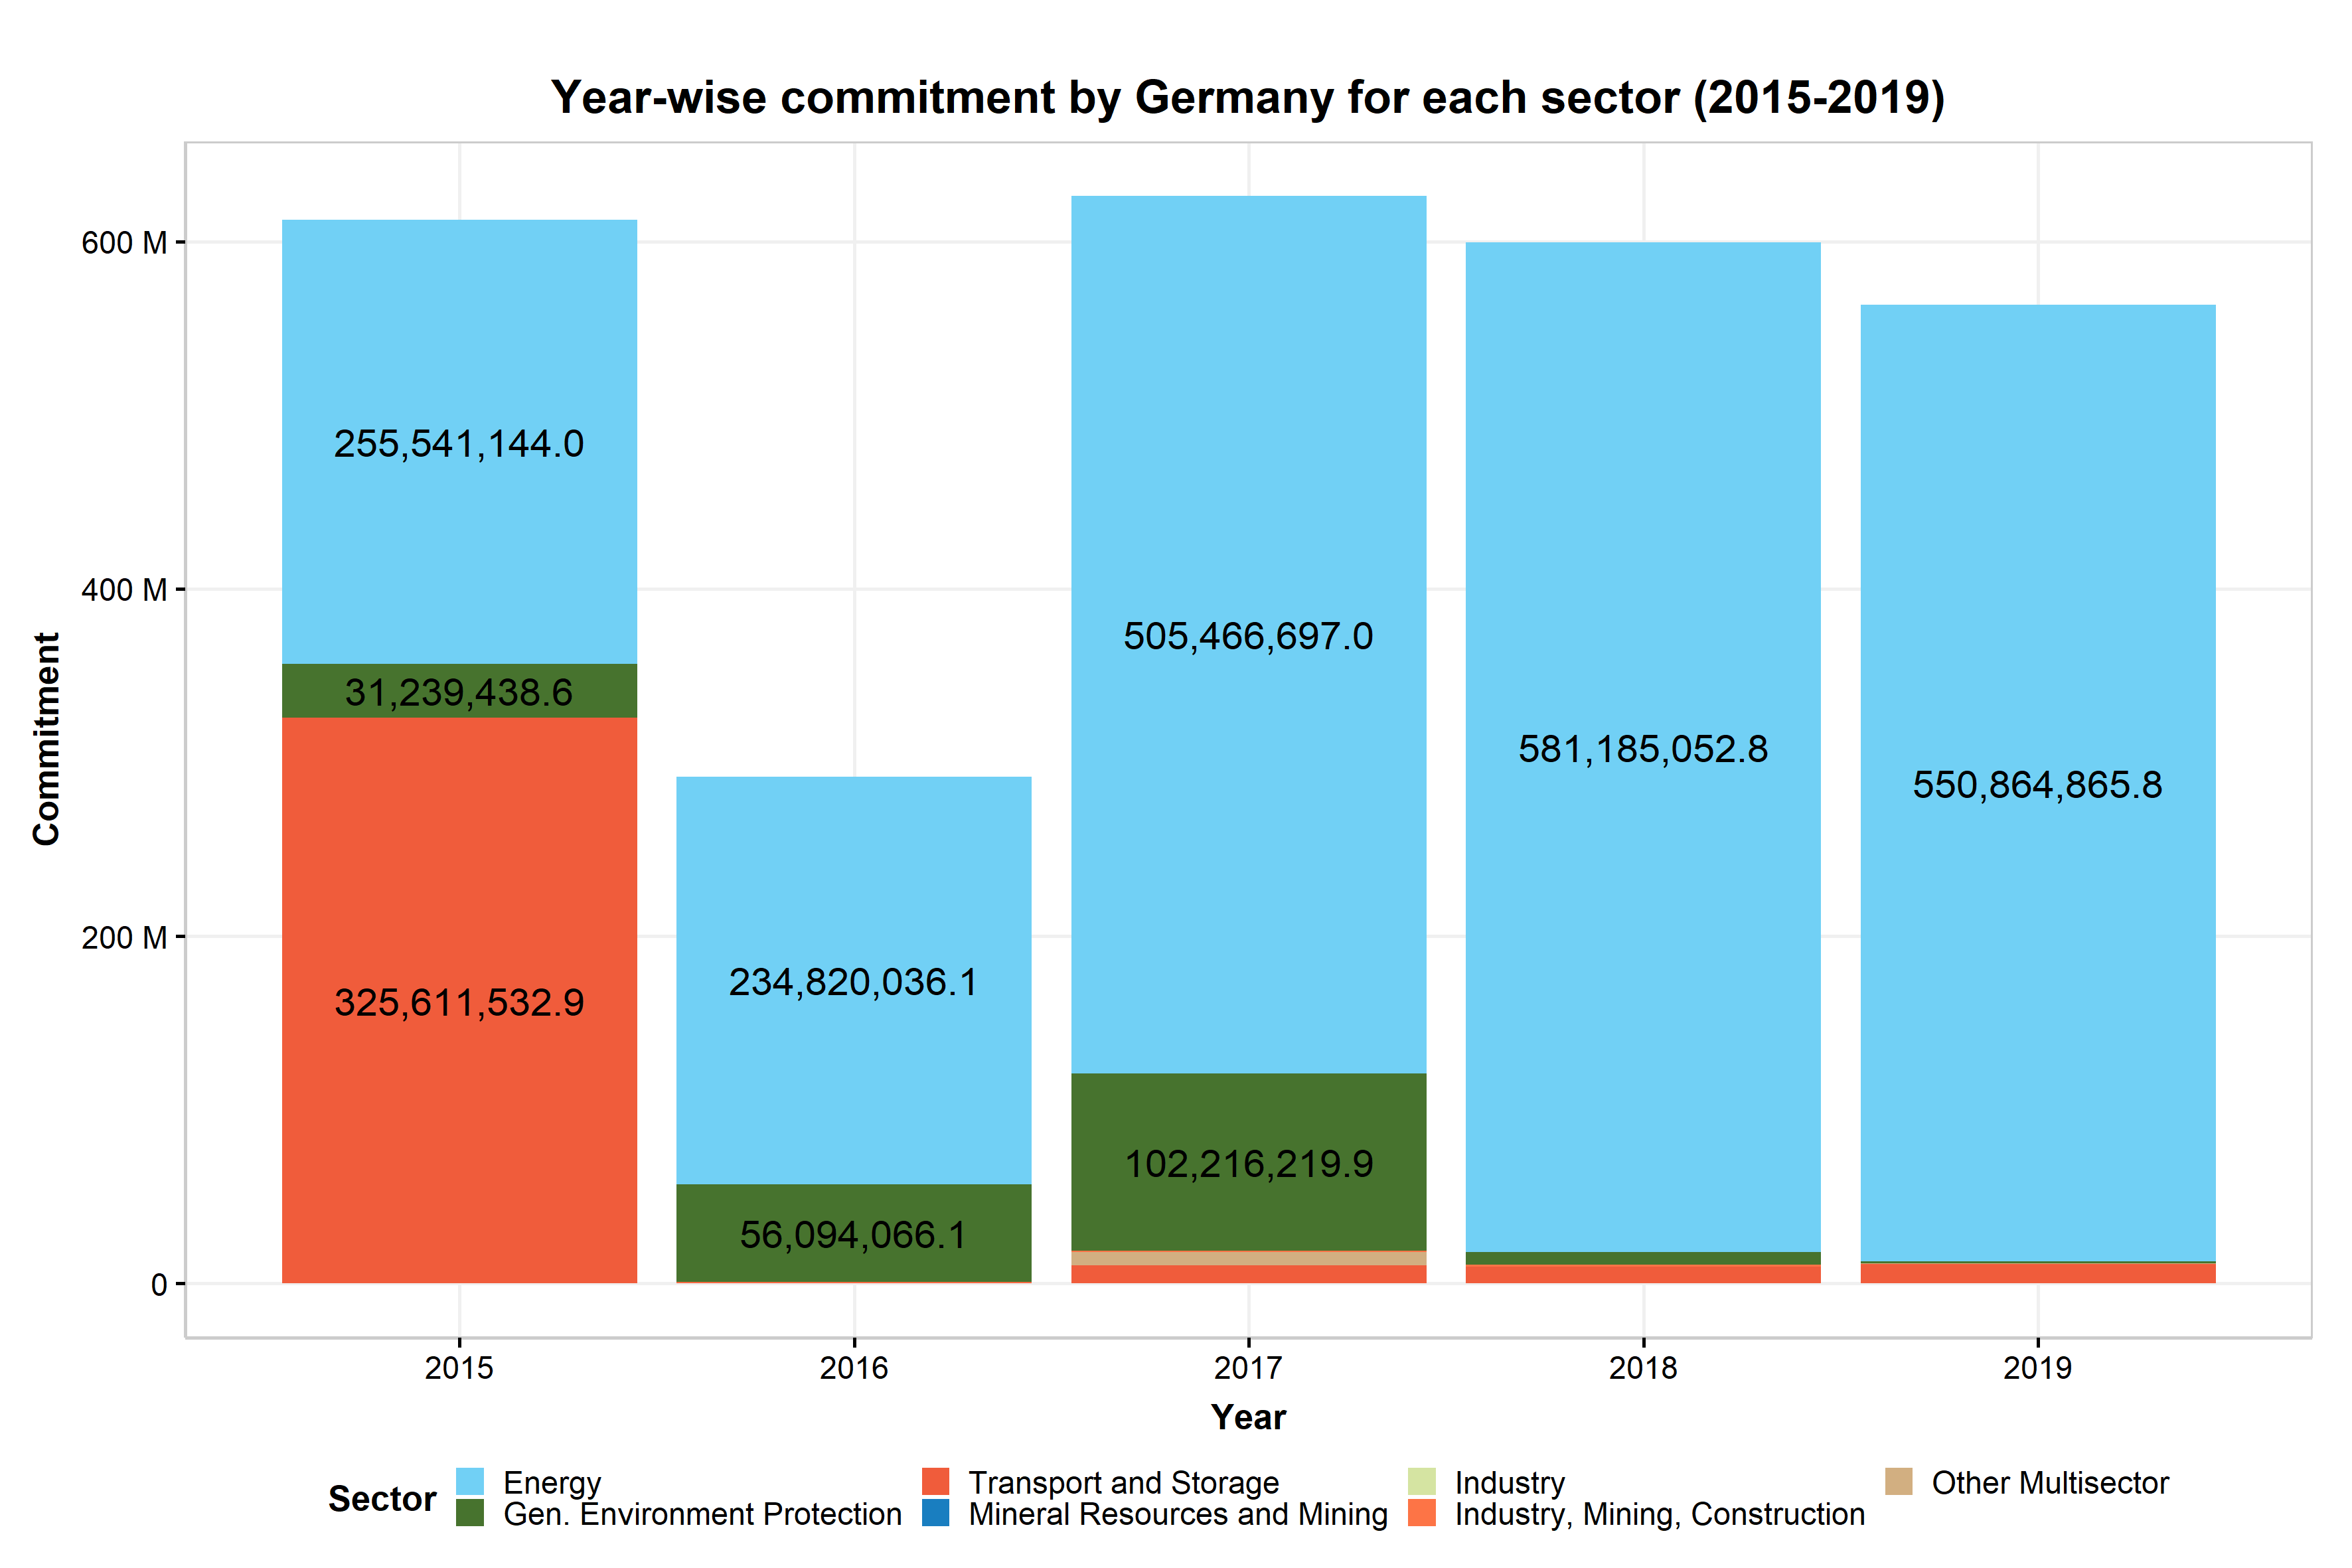 Year-wise commitment by Germany for each sector (2015-2019)
Commitment
600 M
400 M
200 M
0
255,541,144.0
31,239,438.6
325,611,532.9
234,820,036.1
56,094,066.1
505,466,697.0
102,216,219.9
581,185,052.8
550,864,865.8
2015 2016 2017 2018 2019
Year
Sector
Energy Transport and Storage Industry Other Multisector
Gen. Environment Protection Mineral Resources and Mining Industry, Mining, Construction